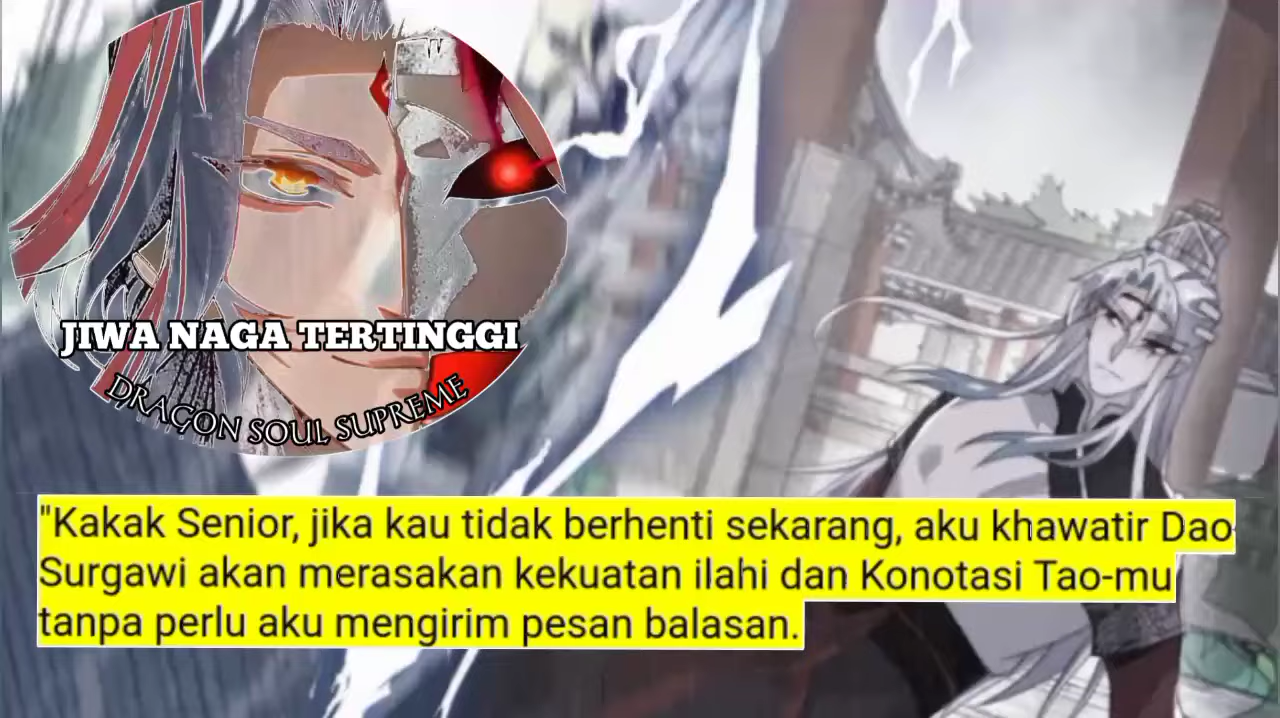 JIWA NAGA TERTINGGI
DRAGON SOUL SUPREME
"Kakak Senior, jika kau tidak berhenti sekarang, aku khawatir Dao
Surgawi akan merasakan kekuatan ilahi dan Konotasi Tao-mu
tanpa perlu aku mengirim pesan balasan.